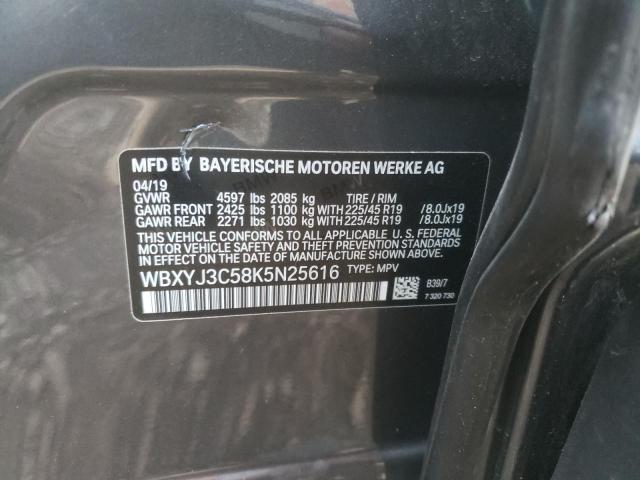 MFD BY BAYERISCHE MOTOREN WERKE AG
04/19
GVWR 4597 lbs 2085 kg TIRE / RIM
GAWR FRONT 2425 lbs 1100 kg WITH 225/45 R19 /8.0Jx19
GAWR REAR 2271 lbs 1030 kg WITH 225/45 R19 /8.0Jx19
THIS VEHICLE CONFORMS TO ALL APPLICABLE U. S. FEDERAL
MOTOR VEHICLE SAFETY, BUMPER, AND THEFT PREVENTION STANDARDS
IN EFFECT ON THE DATE OF MANUFACTURE SHOWN ABOVE.
WBXYJ3C58K5N25616 TYPE: MPV
B39/7
7 320 730